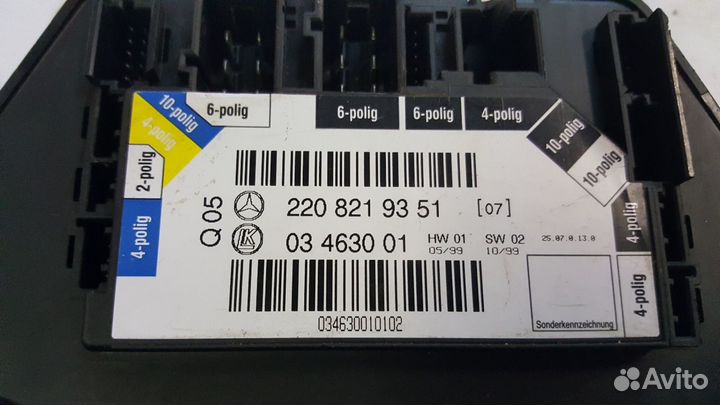 10-polig
6-polig
6-polig
6-polig
4-polig
4-polig
10-polig
10-polig
2-polig
4-polig
4-polig
4-polig
Q 05
220 821 93 51 [07]
LK
03 4630 01
HW 01 SW 02 25.07.0.13.0
05/99 10/99
034630010102
Sonderkennzeichnung
Avito